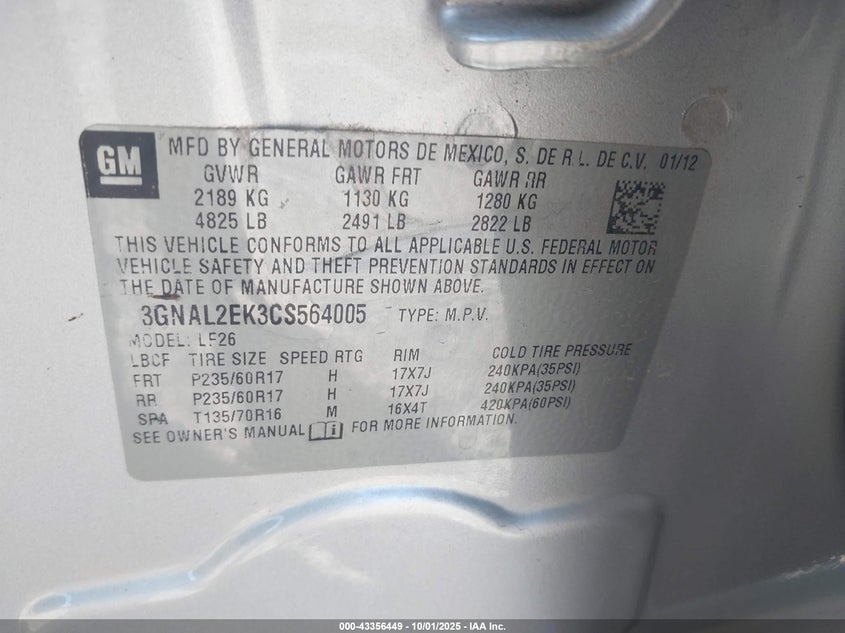 GM
MFD BY GENERAL MOTORS DE MEXICO, S. DE R.L. DE C.V. 01/12
GVWR GAWR FRT GAWR RR
2189 KG 1130 KG 1280 KG
4825 LB 2491 LB 2822 LB
THIS VEHICLE CONFORMS TO ALL APPLICABLE U.S. FEDERAL MOTOR
VEHICLE SAFETY AND THEFT PREVENTION STANDARDS IN EFFECT ON
THE DATE OF MANUFACTURE SHOWN ABOVE.
3GNAL2EK3CS564005 TYPE: M.P.V.
MODEL: LF26
LBCF TIRE SIZE SPEED RTG RIM COLD TIRE PRESSURE
FRT P235/60R17 H 17X7J 240KPA(35PSI)
RR P235/60R17 H 17X7J 240KPA(35PSI)
SPA T135/70R16 M 16X4T 420KPA(60PSI)
SEE OWNER'S MANUAL FOR MORE INFORMATION.
000-43356449 - 10/01/2025 - IAA Inc.